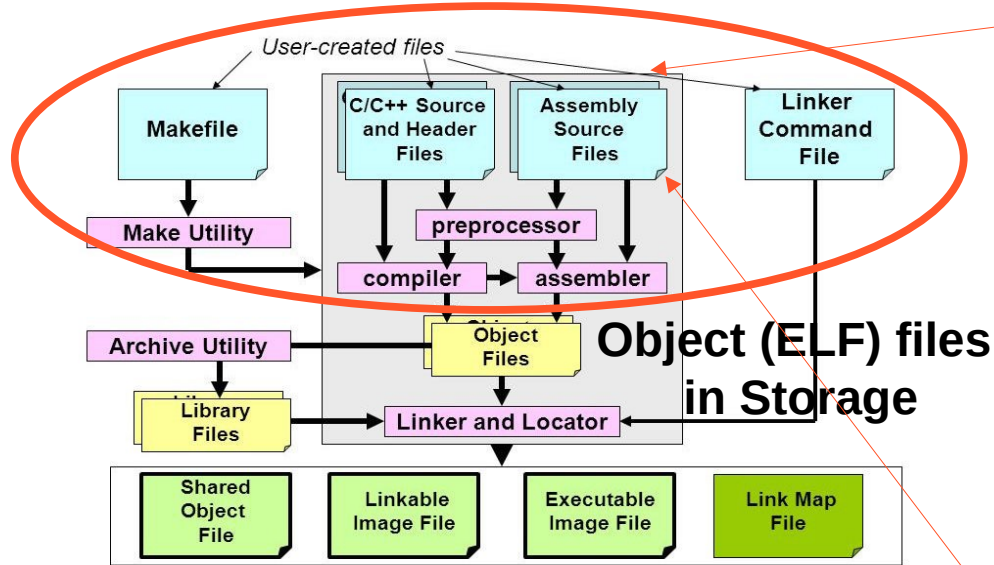 User-created files
Makefile
C/C++ Source
and Header
Files
Assembly
Source
Files
Linker
Command
File
preprocessor
Make Utility
compiler
assembler
Object
Files
Archive Utility
Object (ELF) files
in Storage
Library
Files
Linker and Locator
Shared
Object
File
Linkable
Image File
Executable
Image File
Link Map
File